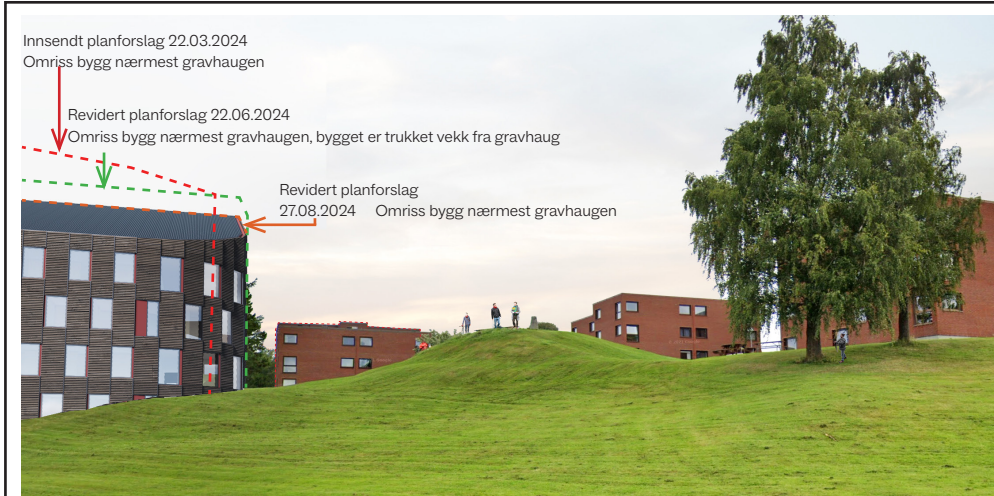 Innsendt planforslag 22.03.2024
Omriss bygg nærmest gravhaugen
Revidert planforslag 22.06.2024
Omriss bygg nærmest gravhaugen, bygget er trukket vekk fra gravhaug
Revidert planforslag
27.08.2024 Omriss bygg nærmest gravhaugen